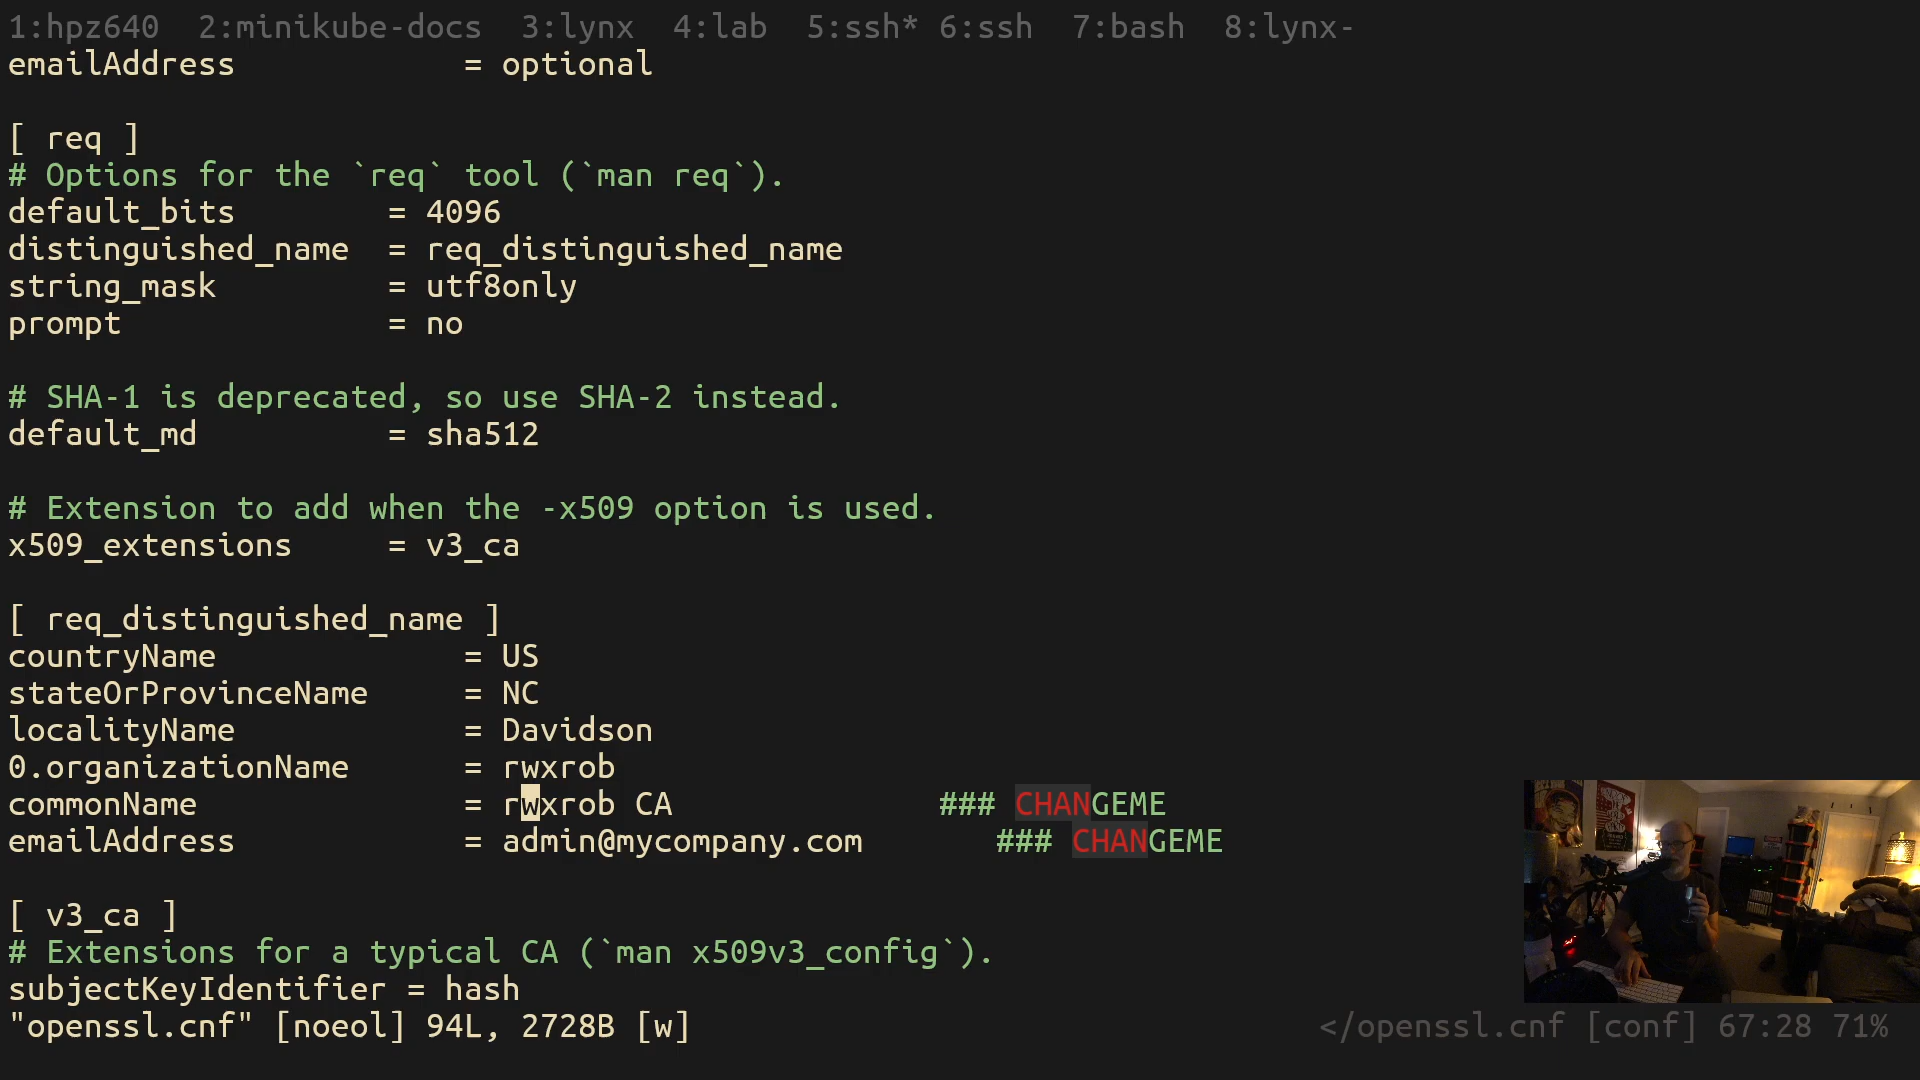 1:hpz640  2:minikube-docs  3:lynx  4:lab  5:ssh* 6:ssh  7:bash  8:lynx-
emailAddress            = optional
[ req ]
# Options for the `req` tool (`man req`).
default_bits        = 4096
distinguished_name  = req_distinguished_name
string_mask         = utf8only
prompt              = no
# SHA-1 is deprecated, so use SHA-2 instead.
default_md          = sha512
# Extension to add when the -x509 option is used.
x509_extensions     = v3_ca
[ req_distinguished_name ]
countryName             = US
stateOrProvinceName     = NC
localityName            = Davidson
0.organizationName      = rwxrob
commonName              = rwxrob CA              ### CHANGEME
emailAddress            = admin@mycompany.com       ### CHANGEME
[ v3_ca ]
# Extensions for a typical CA (`man x509v3_config`).
subjectKeyIdentifier = hash
"openssl.cnf" [noeol] 94L, 2728B [w]                                 </openssl.cnf [conf] 67:28 71%